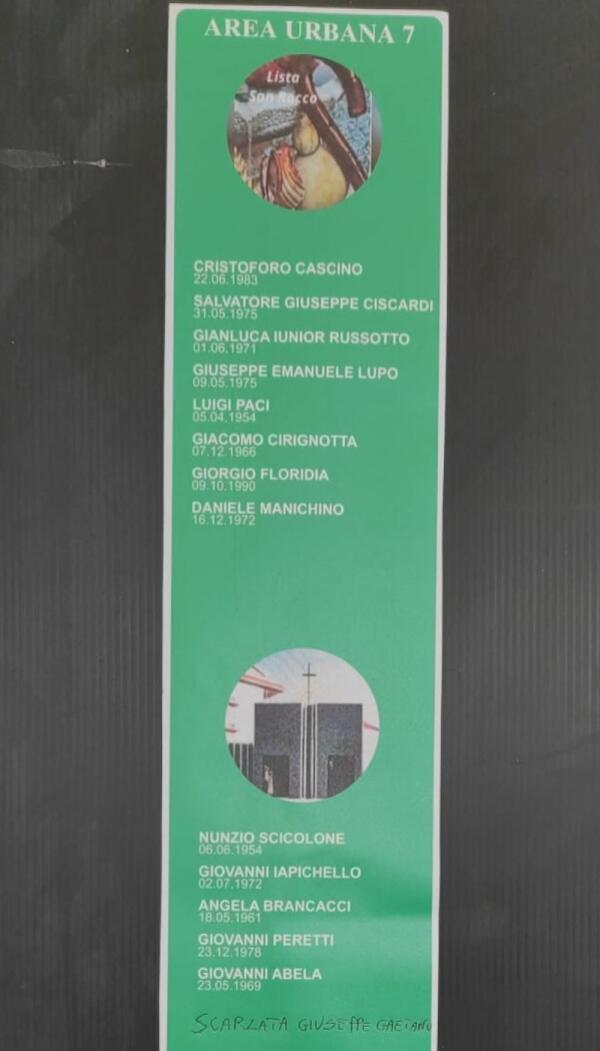 AREA URBANA 7
Lista
San Rocco
CRISTOFORO CASCINO
22.06.1983
SALVATORE GIUSEPPE CISCARDI
31.05.1975
GIANLUCA IUNIOR RUSSOTTO
01.06.1971
GIUSEPPE EMANUELE LUPO
09.05.1975
LUIGI PACI
05.04.1954
GIACOMO CIRIGNOTTA
07.12.1966
GIORGIO FLORIDIA
09.10.1990
DANIELE MANICHINO
16.12.1972
NUNZIO SCICOLONE
06.06.1954
GIOVANNI IAPICHELLO
02.07.1972
ANGELA BRANCACCI
18.05.1961
GIOVANNI PERETTI
23.12.1978
GIOVANNI ABELA
23.05.1969
SCARLATA GIUSEPPE GAETANO